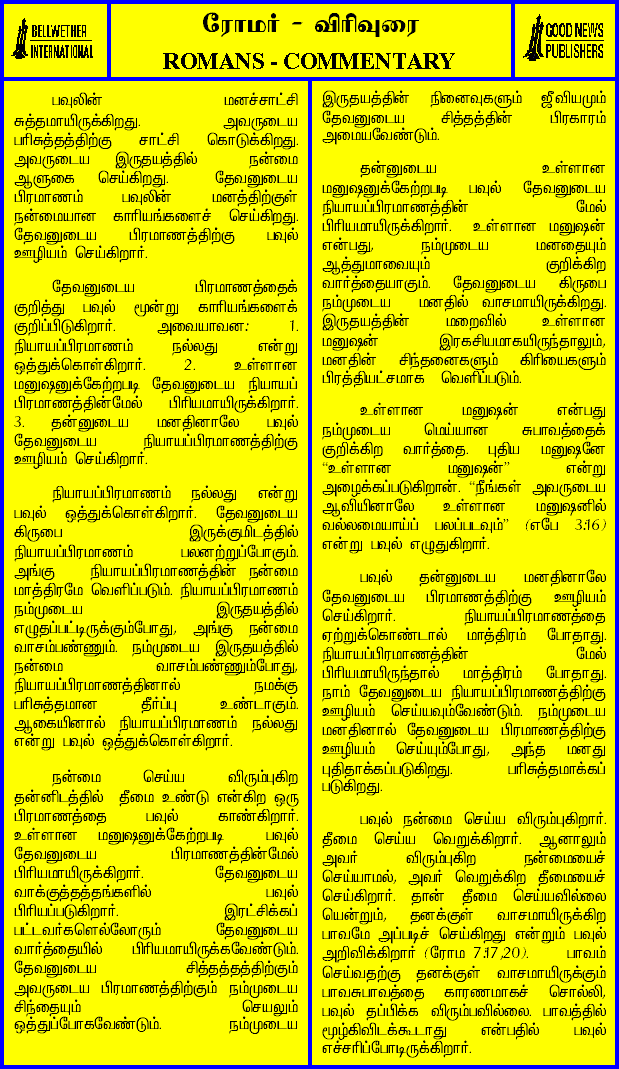 BELLWETHER
INTERNATIONAL
ரோமர் - விரிவுரை
ROMANS - COMMENTARY
GOOD NEWS
PUBLISHERS
பவுலின் மனச்சாட்சி
சுத்தமாயிருக்கிறது. அவருடைய
பரிசுத்தத்திற்கு சாட்சி கொடுக்கிறது.
அவருடைய இருதயத்தில் நன்மை
ஆளுகை செய்கிறது. தேவனுடைய
பிரமாணம் பவுலின் மனத்திற்குள்
நன்மையான காரியங்களைச் செய்கிறது.
தேவனுடைய பிரமாணத்திற்கு பவுல்
ஊழியம் செய்கிறார்.
தேவனுடைய பிரமாணத்தைக்
குறித்து பவுல் மூன்று காரியங்களைக்
குறிப்பிடுகிறார். அவையாவன: 1.
நியாயப்பிரமாணம் நல்லது என்று
ஒத்துக்கொள்கிறார். 2. உள்ளான
மனுஷனுக்கேற்றபடி தேவனுடைய நியாயப்
பிரமாணத்தின்மேல் பிரியமாயிருக்கிறார்.
3. தன்னுடைய மனதினாலே பவுல்
தேவனுடைய நியாயப்பிரமாணத்திற்கு
ஊழியம் செய்கிறார்.
நியாயப்பிரமாணம் நல்லது என்று
பவுல் ஒத்துக்கொள்கிறார். தேவனுடைய
கிருபை இருக்குமிடத்தில்
நியாயப்பிரமாணம் பலனற்றுப்போகும்.
அங்கு நியாயப்பிரமாணத்தின் நன்மை
மாத்திரமே வெளிப்படும். நியாயப்பிரமாணம்
நம்முடைய இருதயத்தில்
எழுதப்பட்டிருக்கும்போது, அங்கு நன்மை
வாசம்பண்ணும். நம்முடைய இருதயத்தில்
நன்மை வாசம்பண்ணும்போது,
நியாயப்பிரமாணத்தினால் நமக்கு
பரிசுத்தமான தீர்ப்பு உண்டாகும்.
ஆகையினால் நியாயப்பிரமாணம் நல்லது
என்று பவுல் ஒத்துக்கொள்கிறார்.
நன்மை செய்ய விரும்புகிற
தன்னிடத்தில் தீமை உண்டு என்கிற ஒரு
பிரமாணத்தை பவுல் காண்கிறார்.
உள்ளான மனுஷனுக்கேற்றபடி பவுல்
தேவனுடைய பிரமாணத்தின்மேல்
பிரியமாயிருக்கிறார். தேவனுடைய
வாக்குத்தத்தங்களில் பவுல்
பிரியப்படுகிறார். இரட்சிக்கப்
பட்டவர்களெல்லோரும் தேவனுடைய
வார்த்தையில் பிரியமாயிருக்கவேண்டும்.
தேவனுடைய சித்தத்தத்திற்கும்
அவருடைய பிரமாணத்திற்கும் நம்முடைய
சிந்தையும் செயலும்
ஒத்துப்போகவேண்டும். நம்முடைய
இருதயத்தின் நினைவுகளும் ஜீவியமும்
தேவனுடைய சித்தத்தின் பிரகாரம்
அமையவேண்டும்.
தன்னுடைய உள்ளான
மனுஷனுக்கேற்றபடி பவுல் தேவனுடைய
நியாயப்பிரமாணத்தின் மேல்
பிரியமாயிருக்கிறார். உள்ளான மனுஷன்
என்பது, நம்முடைய மனதையும்
ஆத்துமாவையும் குறிக்கிற
வார்த்தையாகும். தேவனுடைய கிருபை
நம்முடைய மனதில் வாசமாயிருக்கிறது.
இருதயத்தின் மறைவில் உள்ளான
மனுஷன் இரகசியமாகயிருந்தாலும்,
மனதின் சிந்தனைகளும் கிரியைகளும்
பிரத்தியட்சமாக வெளிப்படும்.
உள்ளான மனுஷன் என்பது
நம்முடைய மெய்யான சுபாவத்தைக்
குறிக்கிற வார்த்தை. புதிய மனுஷனே
“உள்ளான மனுஷன்” என்று
அழைக்கப்படுகிறான். “நீங்கள் அவருடைய
ஆவியினாலே உள்ளான மனுஷனில்
வல்லமையாய்ப் பலப்படவும்” (எபே 3:16)
என்று பவுல் எழுதுகிறார்.
பவுல் தன்னுடைய மனதினாலே
தேவனுடைய பிரமாணத்திற்கு ஊழியம்
செய்கிறார். நியாயப்பிரமாணத்தை
ஏற்றுக்கொண்டால் மாத்திரம் போதாது.
நியாயப்பிரமாணத்தின் மேல்
பிரியமாயிருந்தால் மாத்திரம் போதாது.
நாம் தேவனுடைய நியாயப்பிரமாணத்திற்கு
ஊழியம் செய்யவும்வேண்டும். நம்முடைய
மனதினால் தேவனுடைய பிரமாணத்திற்கு
ஊழியம் செய்யும்போது, அந்த மனது
புதிதாக்கப்படுகிறது. பரிசுத்தமாக்கப்
படுகிறது.
பவுல் நன்மை செய்ய விரும்புகிறார்.
தீமை செய்ய வெறுக்கிறார். ஆனாலும்
அவர் விரும்புகிற நன்மையைச்
செய்யாமல், அவர் வெறுக்கிற தீமையைச்
செய்கிறார். தான் தீமை செய்யவில்லை
யென்றும், தனக்குள் வாசமாயிருக்கிற
பாவமே அப்படிச் செய்கிறது என்றும் பவுல்
அறிவிக்கிறார் (ரோம 7:17,20). பாவம்
செய்வதற்கு தனக்குள் வாசமாயிருக்கும்
பாவசுபாவத்தை காரணமாகச் சொல்லி,
பவுல் தப்பிக்க விரும்பவில்லை. பாவத்தில்
மூழ்கிவிடக்கூடாது என்பதில் பவுல்
எச்சரிப்போடிருக்கிறார்.